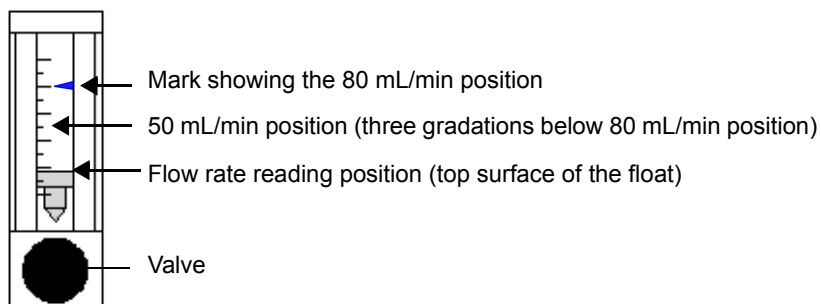 Mark showing the 80 mL/min position
50 mL/min position (three gradations below 80 mL/min position)
Flow rate reading position (top surface of the float)
Valve